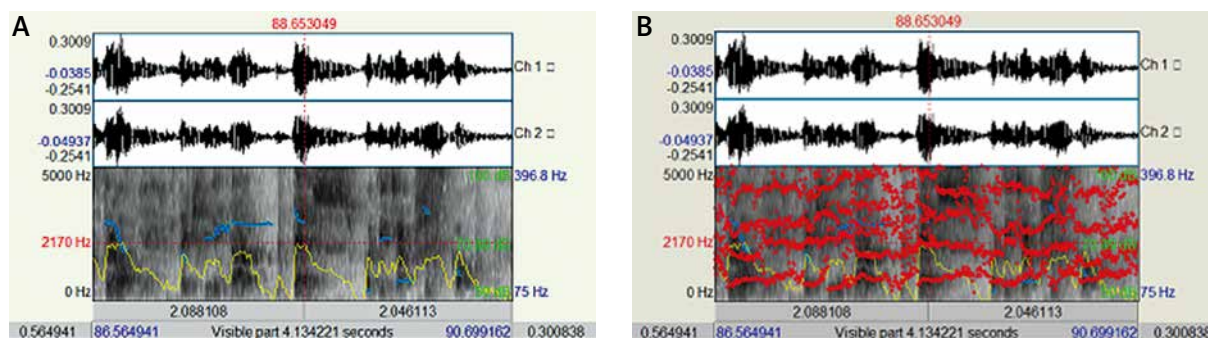 A
88.653049
0.3009
-0.0385
-0.2541
Ch 1
0.3009
-0.04937
-0.2541
Ch 2
5000 Hz
396.8 Hz
2170 Hz
0 Hz
75 Hz
2.088108 2.046113
0.564941 86.564941 Visible part 4.134221 seconds 90.699162 0.300838
B
88.653049
0.3009
-0.0385
-0.2541
Ch 1
0.3009
-0.04937
-0.2541
Ch 2
5000 Hz
396.8 Hz
2170 Hz
0 Hz
75 Hz
2.088108 2.046113
0.564941 86.564941 Visible part 4.134221 seconds 90.699162 0.300838